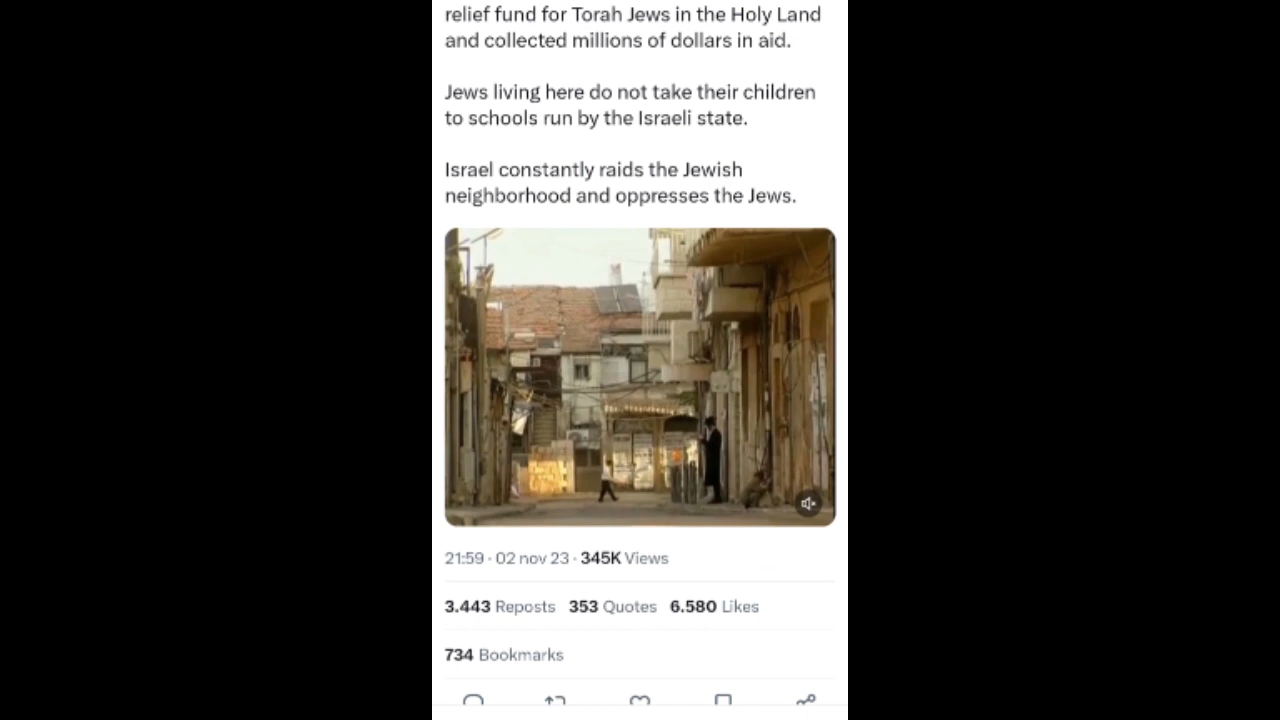 relief fund for Torah Jews in the Holy Land
and collected millions of dollars in aid.
Jews living here do not take their children
to schools run by the Israeli state.
Israel constantly raids the Jewish
neighborhood and oppresses the Jews.
21:59 · 02 nov 23 · 345K Views
3.443 Reposts 353 Quotes 6.580 Likes
734 Bookmarks